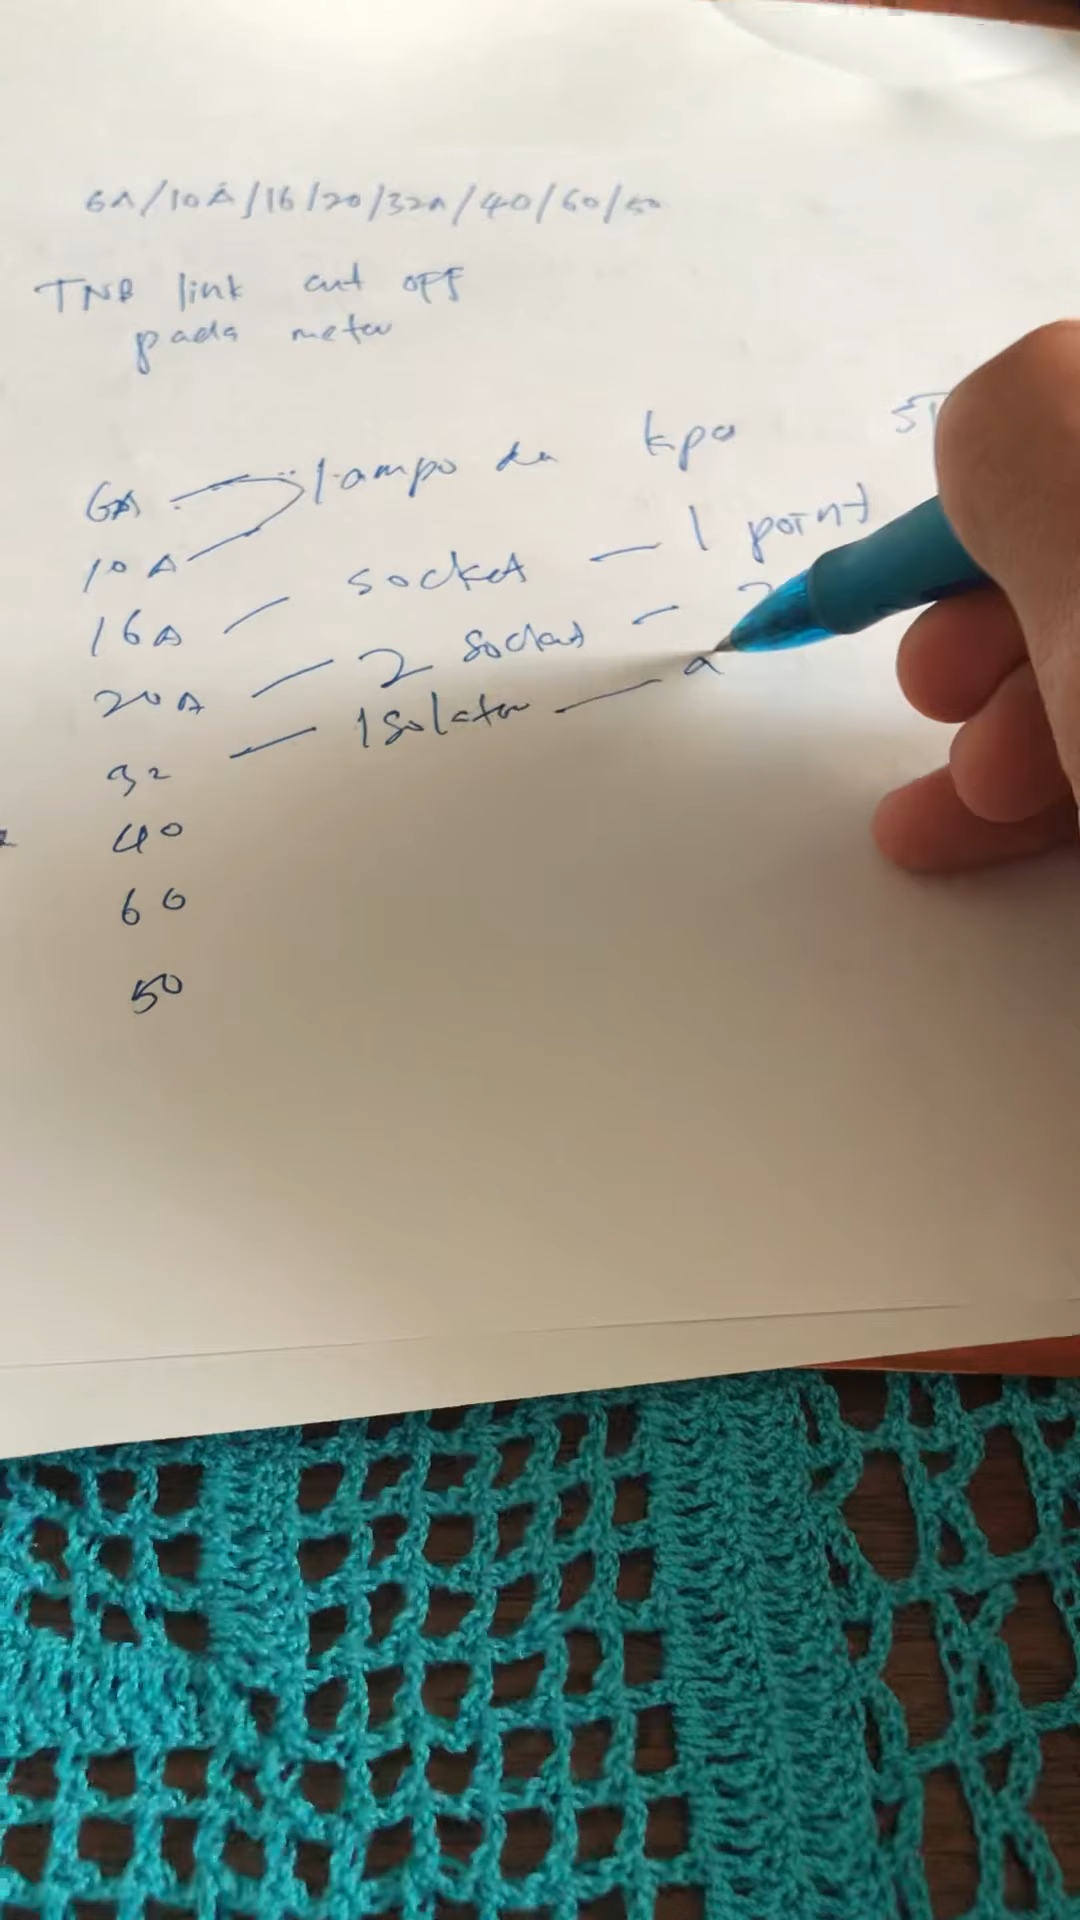 6A/10A/16/20/32A/40/60/50
TNB link cut off
pada meter
6A lampu dan kipas
10A
16A — socket — 1 point
20A — 2 socket —
32 — Isolator — a
40
60
50